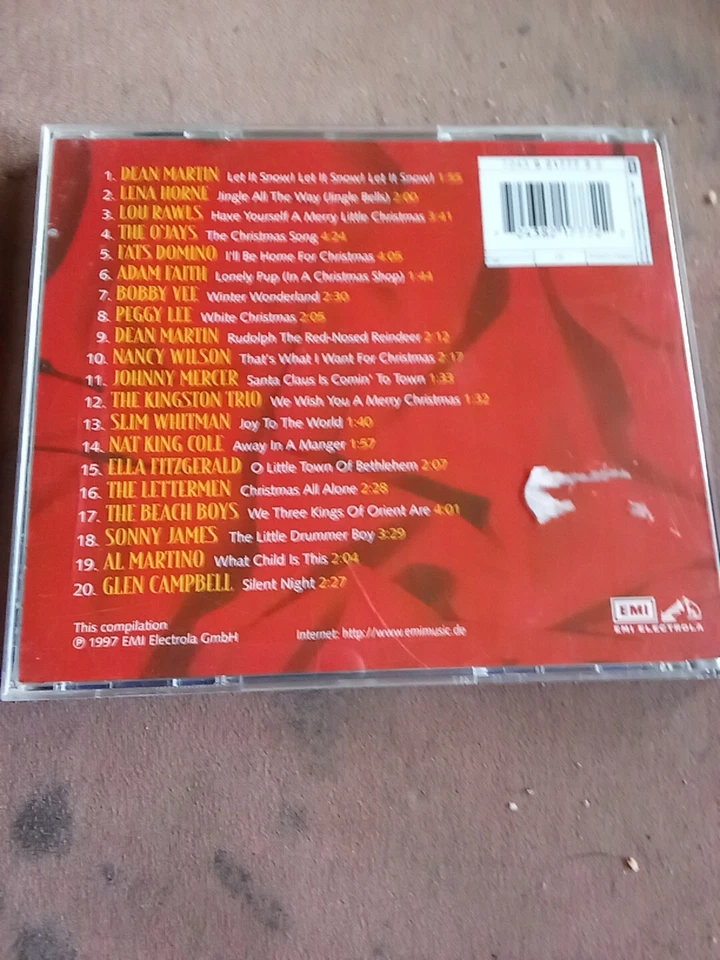 1. DEAN MARTIN Let It Snow! Let It Snow! Let It Snow! 1:55
2. LENA HORNE Jingle All The Way (Jingle Bells) 2:00
3. LOU RAWLS Have Yourself A Merry Little Christmas 3:41
4. THE O'JAYS The Christmas Song 4:24
5. FATS DOMINO I'll Be Home For Christmas 4:05
6. ADAM FAITH Lonely Pup (In A Christmas Shop) 1:44
7. BOBBY VEE Winter Wonderland 2:30
8. PEGGY LEE White Christmas 2:05
9. DEAN MARTIN Rudolph The Red-Nosed Reindeer 2:12
10. NANCY WILSON That's What I Want For Christmas 2:17
11. JOHNNY MERCER Santa Claus Is Comin' To Town 1:33
12. THE KINGSTON TRIO We Wish You A Merry Christmas 1:32
13. SLIM WHITMAN Joy To The World 1:40
14. NAT KING COLE Away In A Manger 1:57
15. ELLA FITZGERALD O Little Town Of Bethlehem 2:07
16. THE LETTERMEN Christmas All Alone 2:28
17. THE BEACH BOYS We Three Kings Of Orient Are 4:01
18. SONNY JAMES The Little Drummer Boy 3:29
19. AL MARTINO What Child Is This 2:04
20. GLEN CAMPBELL Silent Night 2:27
This compilation
℗ 1997 EMI Electrola GmbH
Internet: http://www.emimusic.de
EMI
EMI ELECTROLA